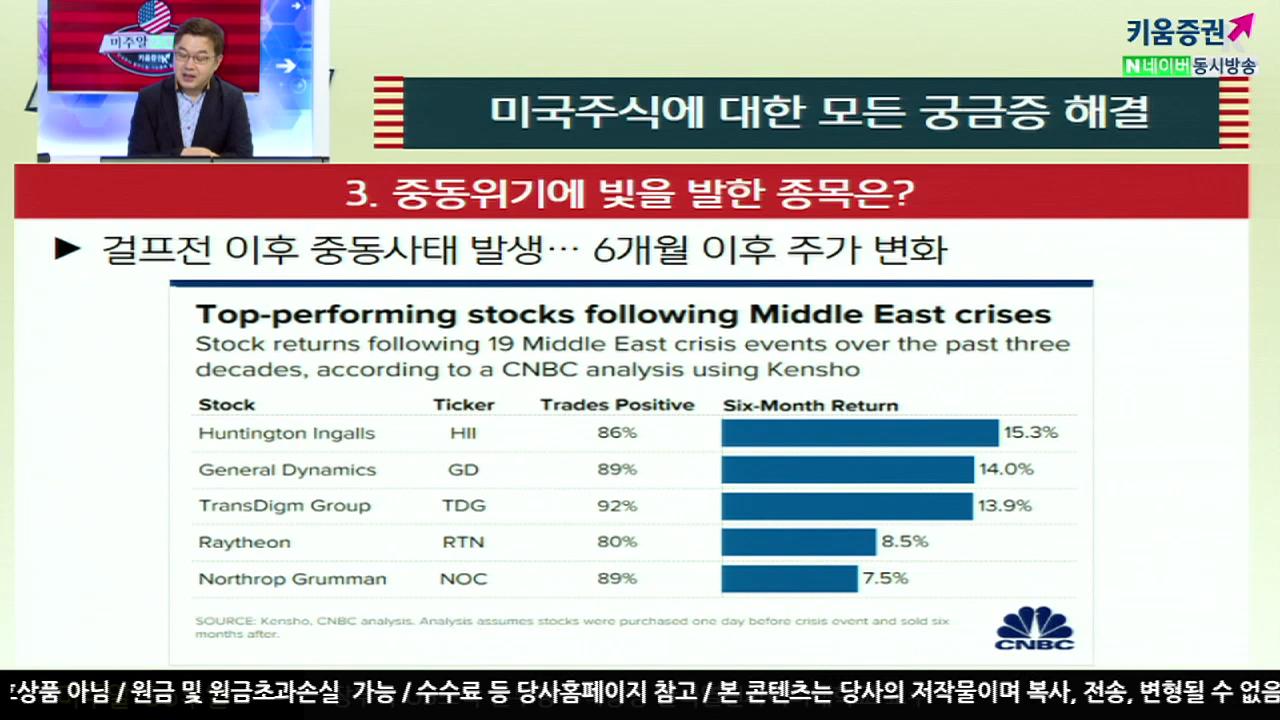 미주알
키움증권
키움증권
N 네이버 동시방송
미국주식에 대한 모든 궁금증 해결
3. 중동위기에 빛을 발한 종목은?
▶ 걸프전 이후 중동사태 발생… 6개월 이후 주가 변화
Top-performing stocks following Middle East crises
Stock returns following 19 Middle East crisis events over the past three
decades, according to a CNBC analysis using Kensho
Stock Ticker Trades Positive Six-Month Return
Huntington Ingalls HII 86% 15.3%
General Dynamics GD 89% 14.0%
TransDigm Group TDG 92% 13.9%
Raytheon RTN 80% 8.5%
Northrop Grumman NOC 89% 7.5%
SOURCE: Kensho, CNBC analysis. Analysis assumes stocks were purchased one day before crisis event and sold six
months after.
CNBC
상품 아님 / 원금 및 원금초과손실 가능 / 수수료 등 당사홈페이지 참고 / 본 콘텐츠는 당사의 저작물이며 복사, 전송, 변형될 수 없음